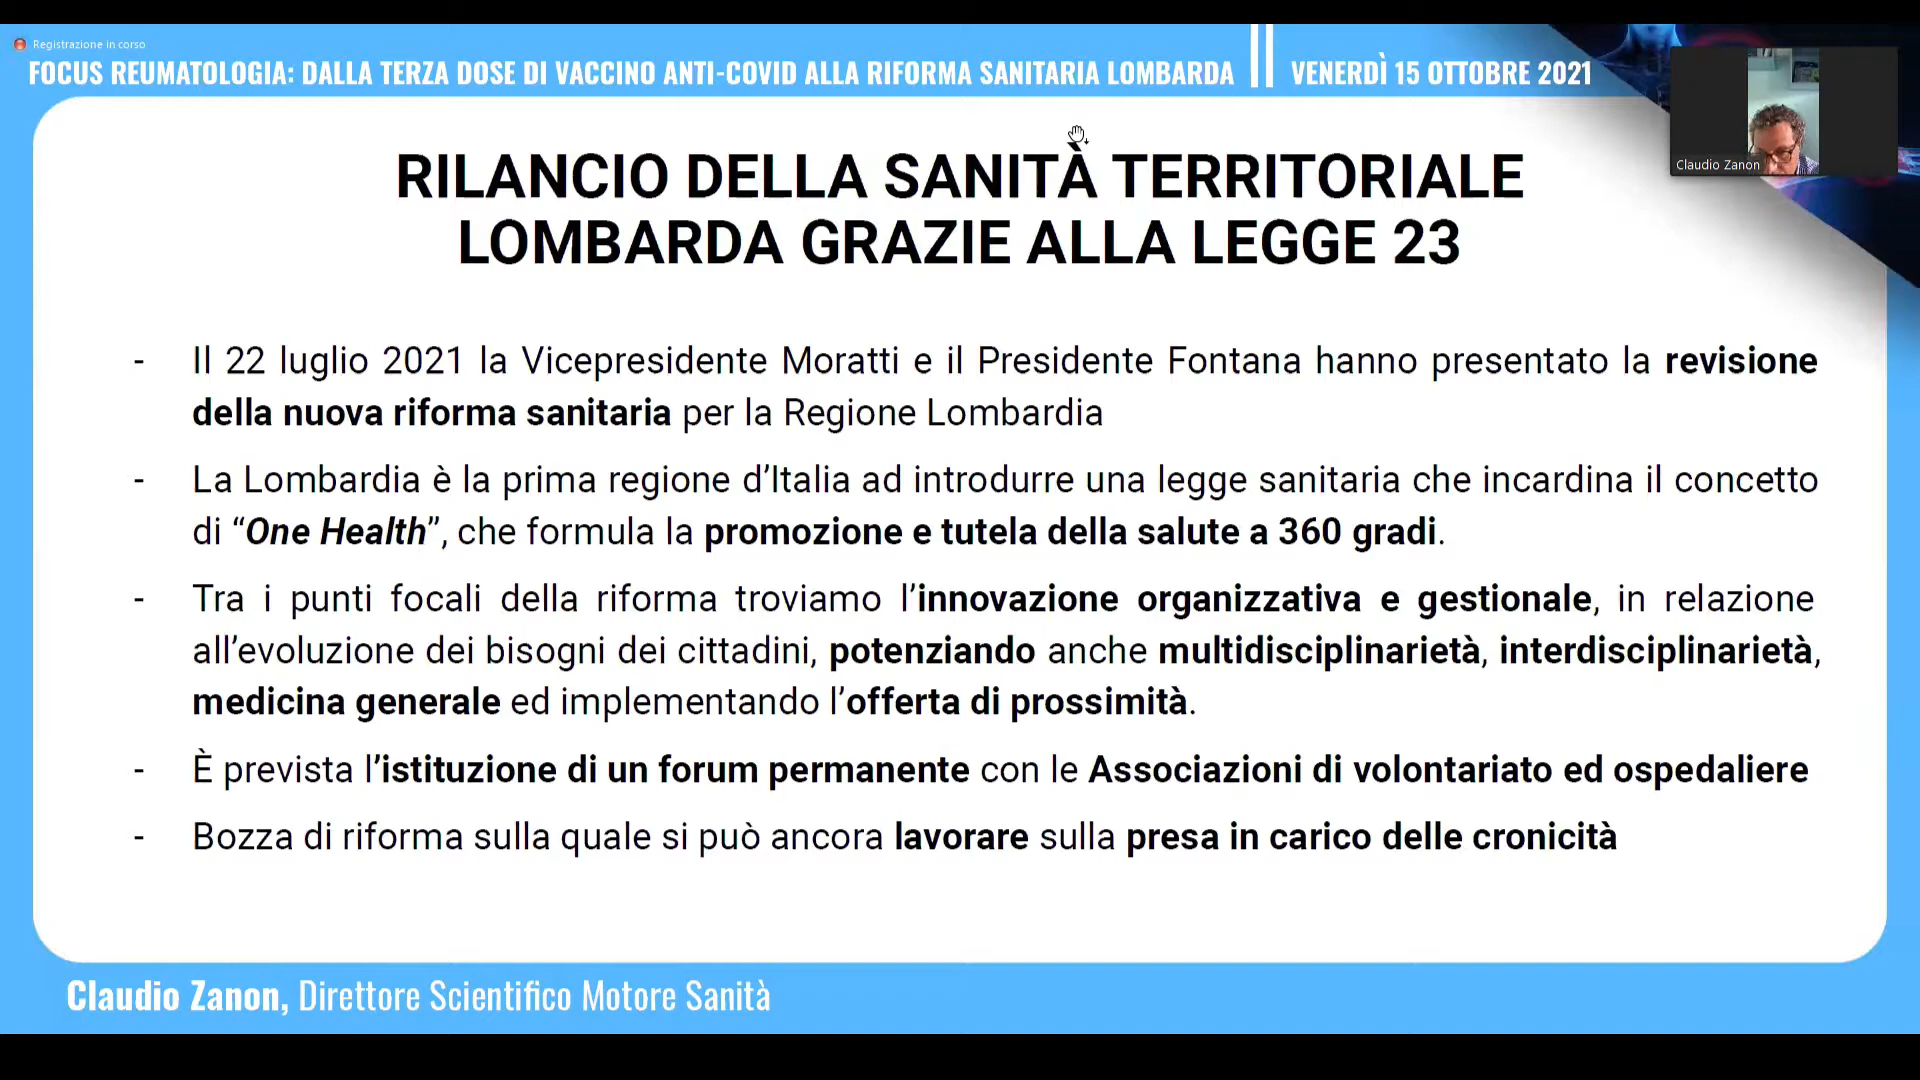 Registrazione in corso
FOCUS REUMATOLOGIA: DALLA TERZA DOSE DI VACCINO ANTI-COVID ALLA RIFORMA SANITARIA LOMBARDA || VENERDÌ 15 OTTOBRE 2021
Claudio Zanon
RILANCIO DELLA SANITÀ TERRITORIALE
LOMBARDA GRAZIE ALLA LEGGE 23
- Il 22 luglio 2021 la Vicepresidente Moratti e il Presidente Fontana hanno presentato la revisione
della nuova riforma sanitaria per la Regione Lombardia
- La Lombardia è la prima regione d’Italia ad introdurre una legge sanitaria che incardina il concetto
di “One Health”, che formula la promozione e tutela della salute a 360 gradi.
- Tra i punti focali della riforma troviamo l’innovazione organizzativa e gestionale, in relazione
all’evoluzione dei bisogni dei cittadini, potenziando anche multidisciplinarietà, interdisciplinarietà,
medicina generale ed implementando l’offerta di prossimità.
- È prevista l’istituzione di un forum permanente con le Associazioni di volontariato ed ospedaliere
- Bozza di riforma sulla quale si può ancora lavorare sulla presa in carico delle cronicità
Claudio Zanon, Direttore Scientifico Motore Sanità